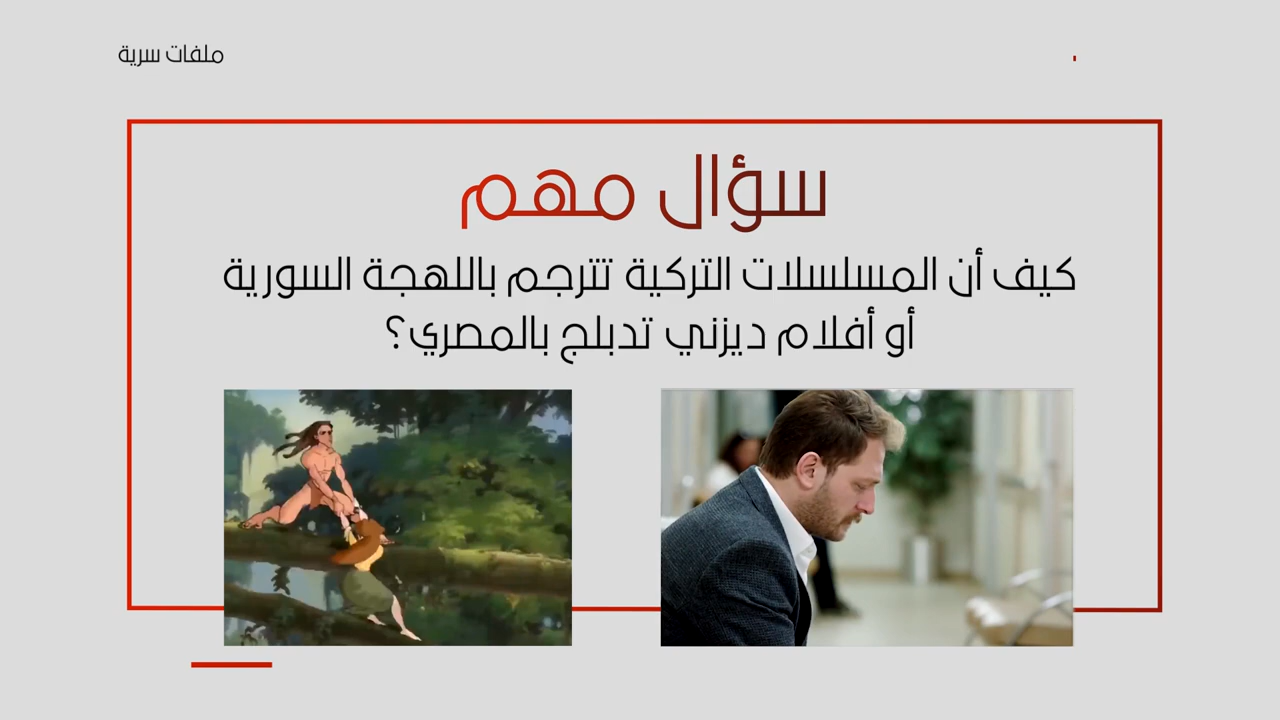 ملفات سرية
سؤال مهم
كيف أن المسلسلات التركية تترجم باللهجة السورية
أو أفلام ديزني تدبلج بالمصري؟